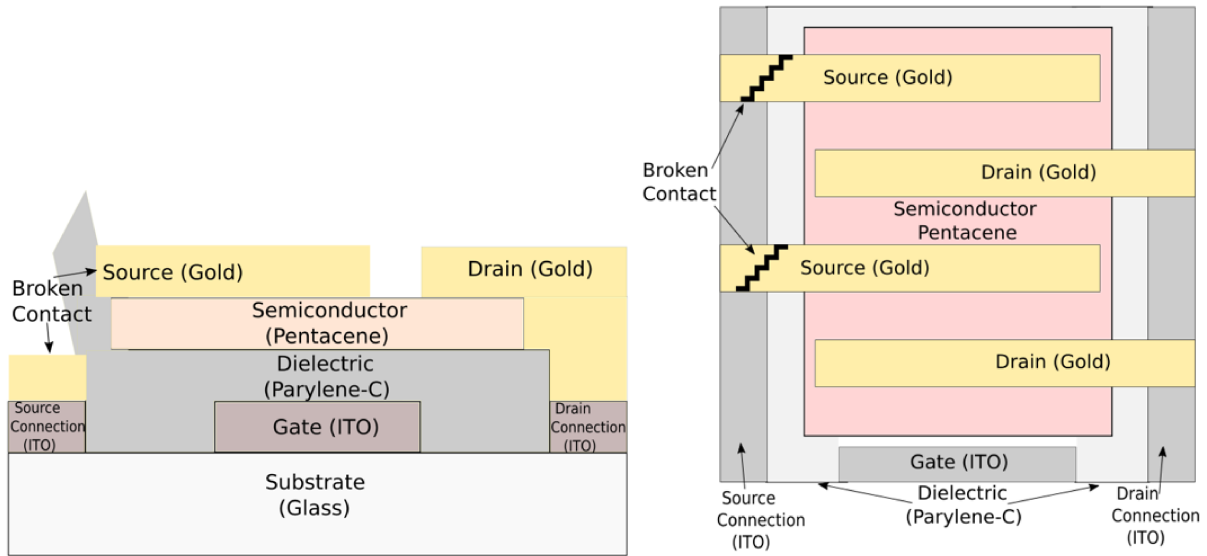 Source (Gold)
Drain (Gold)
Broken
Contact
Semiconductor
(Pentacene)
Dielectric
(Parylene-C)
Source
Connection
(ITO)
Gate (ITO)
Drain
Connection
(ITO)
Substrate
(Glass)
Source (Gold)
Broken
Contact
Drain (Gold)
Semiconductor
Pentacene
Source (Gold)
Drain (Gold)
Gate (ITO)
Source
Connection
(ITO)
Dielectric
(Parylene-C)
Drain
Connection
(ITO)